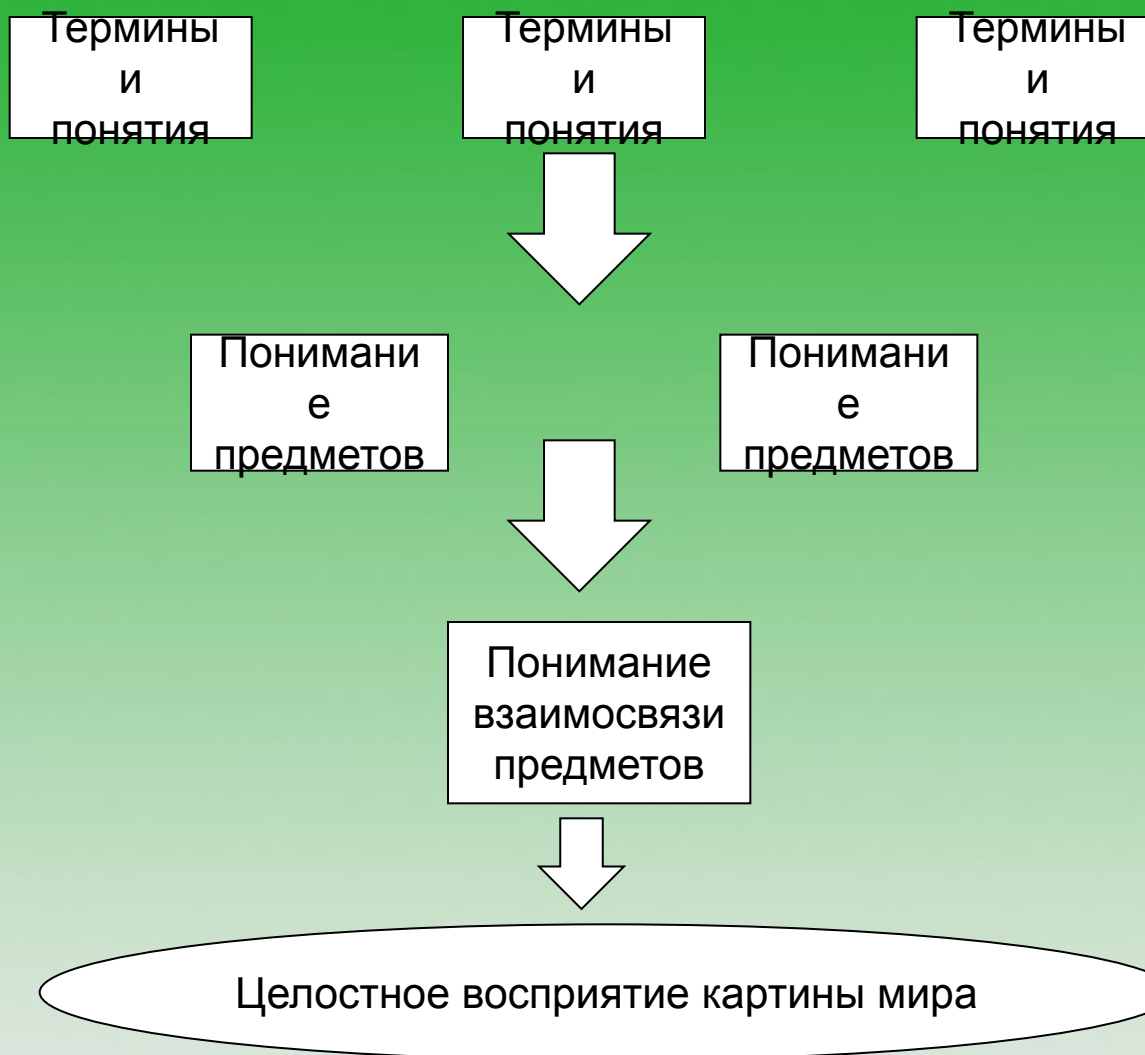 Термины
и
понятия
Термины
и
понятия
Термины
и
понятия
Понимани
е
предметов
Понимани
е
предметов
Понимание
взаимосвязи
предметов
Целостное восприятие картины мира